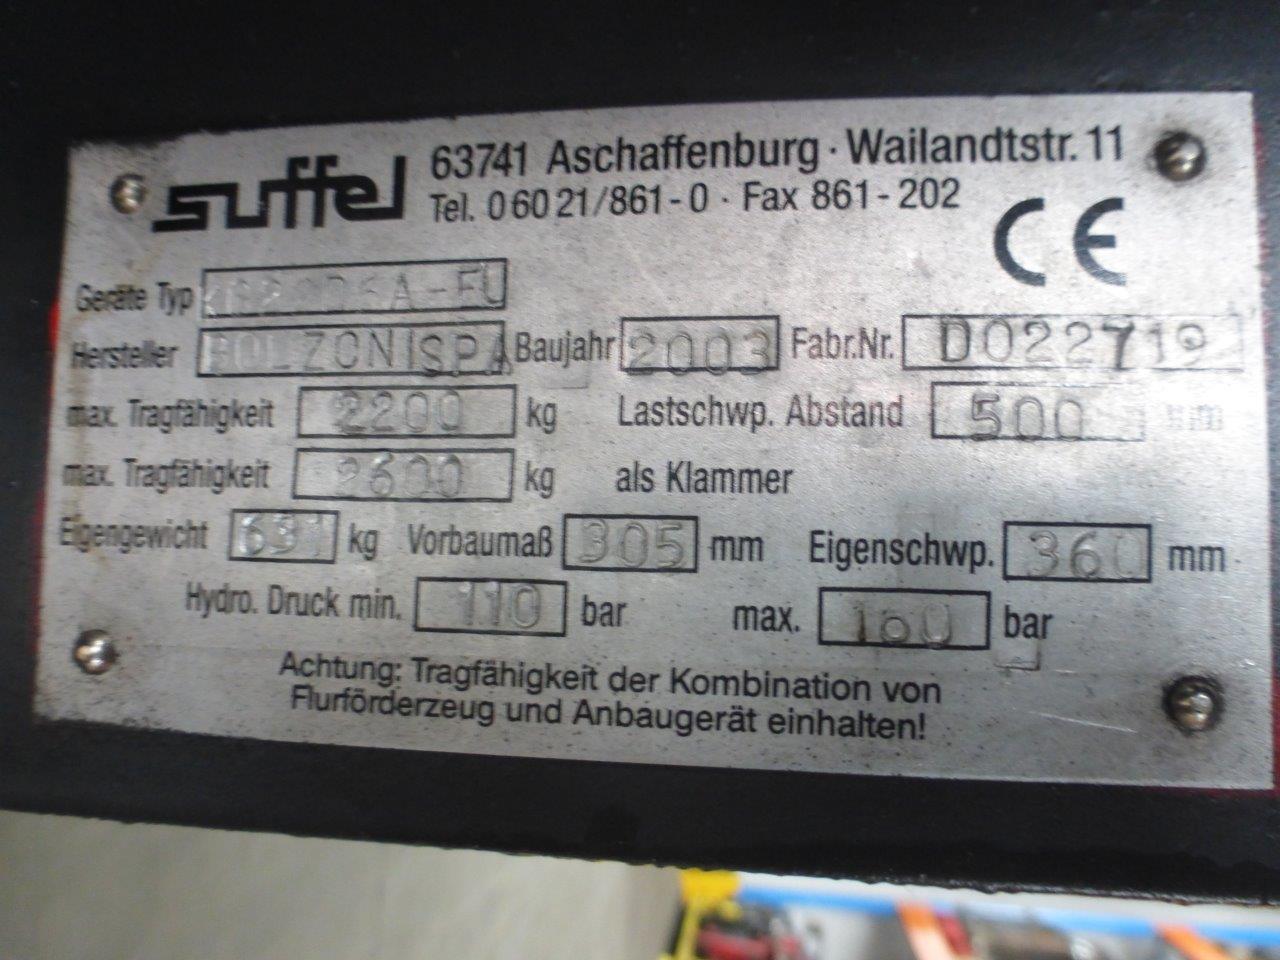 suffel 63741 Aschaffenburg · Wailandtstr. 11
Tel. 0 60 21/861-0 · Fax 861-202
CE
Geräte Typ
Hersteller BOLZONISPA Baujahr 2003 Fabr.Nr. D022719
max. Tragfähigkeit 2200 kg Lastschwp. Abstand 500 mm
max. Tragfähigkeit 2600 kg als Klammer
Eigengewicht 631 kg Vorbaumaß 305 mm Eigenschwp. 360 mm
Hydro. Druck min. 110 bar max. 160 bar
Achtung: Tragfähigkeit der Kombination von
Flurförderzeug und Anbaugerät einhalten!